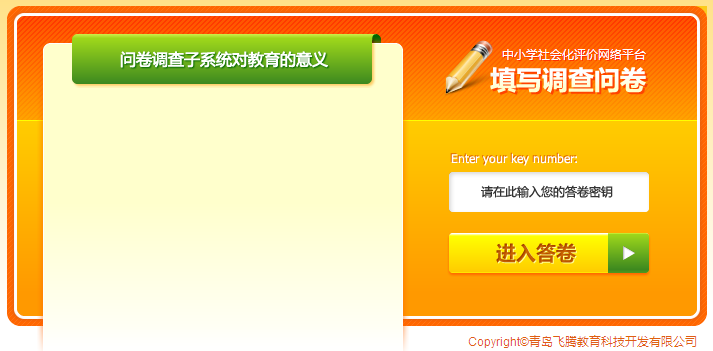 问卷调查子系统对教育的意义
中小学社会化评价网络平台
填写调查问卷
Enter your key number:
请在此输入您的答卷密钥
进入答卷
Copyright©青岛飞腾教育科技开发有限公司